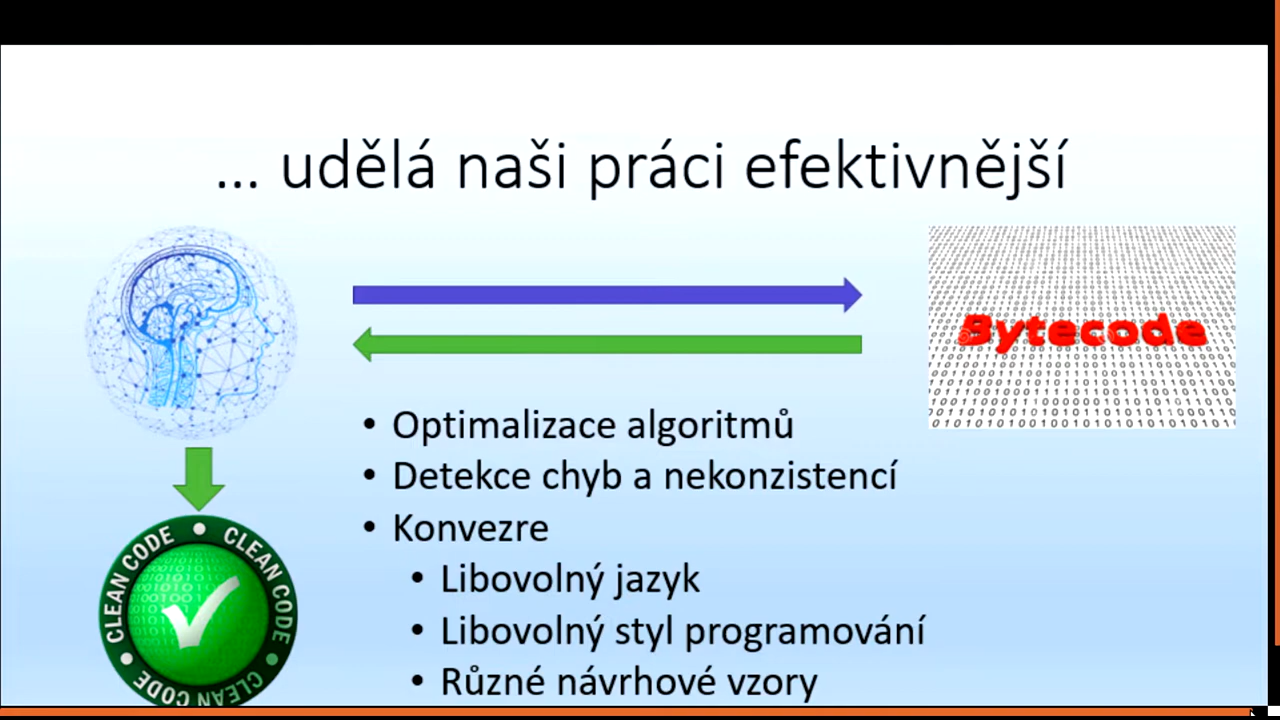 ... udělá naši práci efektivnější
Bytecode
• Optimalizace algoritmů
• Detekce chyb a nekonzistencí
• Konvezre
• Libovolný jazyk
• Libovolný styl programování
• Různé návrhové vzory
CLEAN CODE • CLEAN CODE • CLEAN CODE •